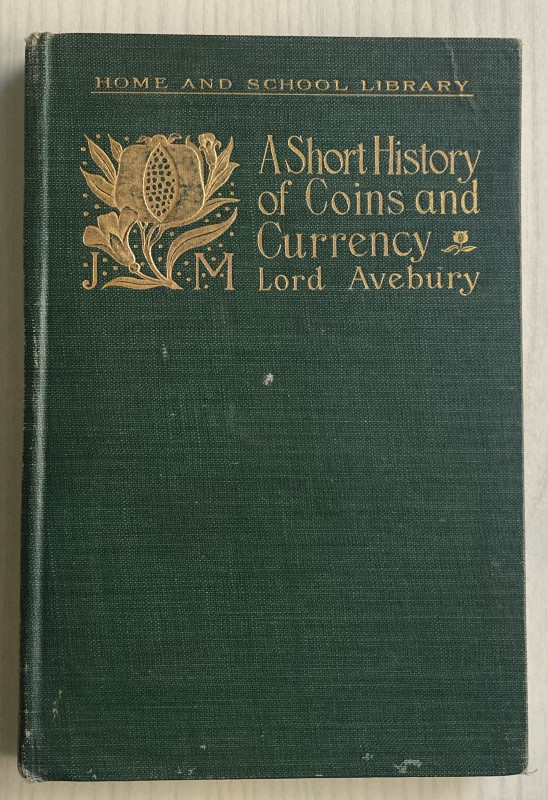 HOME AND SCHOOL LIBRARY
A Short History
of Coins and
Currency
Lord Avebury
J. M